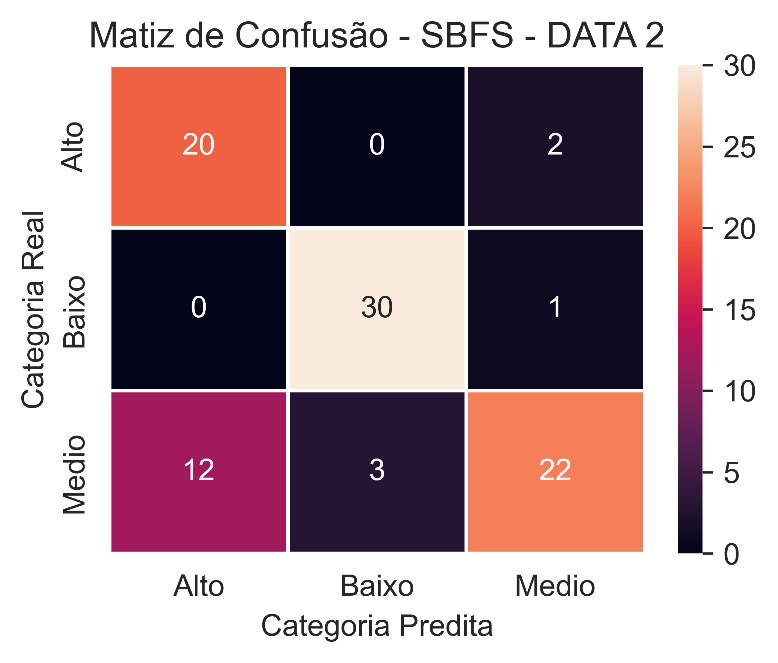 Matiz de Confusão - SBFS - DATA 2
Categoria Real
Alto
20
0
2
Baixo
0
30
1
Medio
12
3
22
Alto
Baixo
Medio
Categoria Predita
30
25
20
15
10
5
0